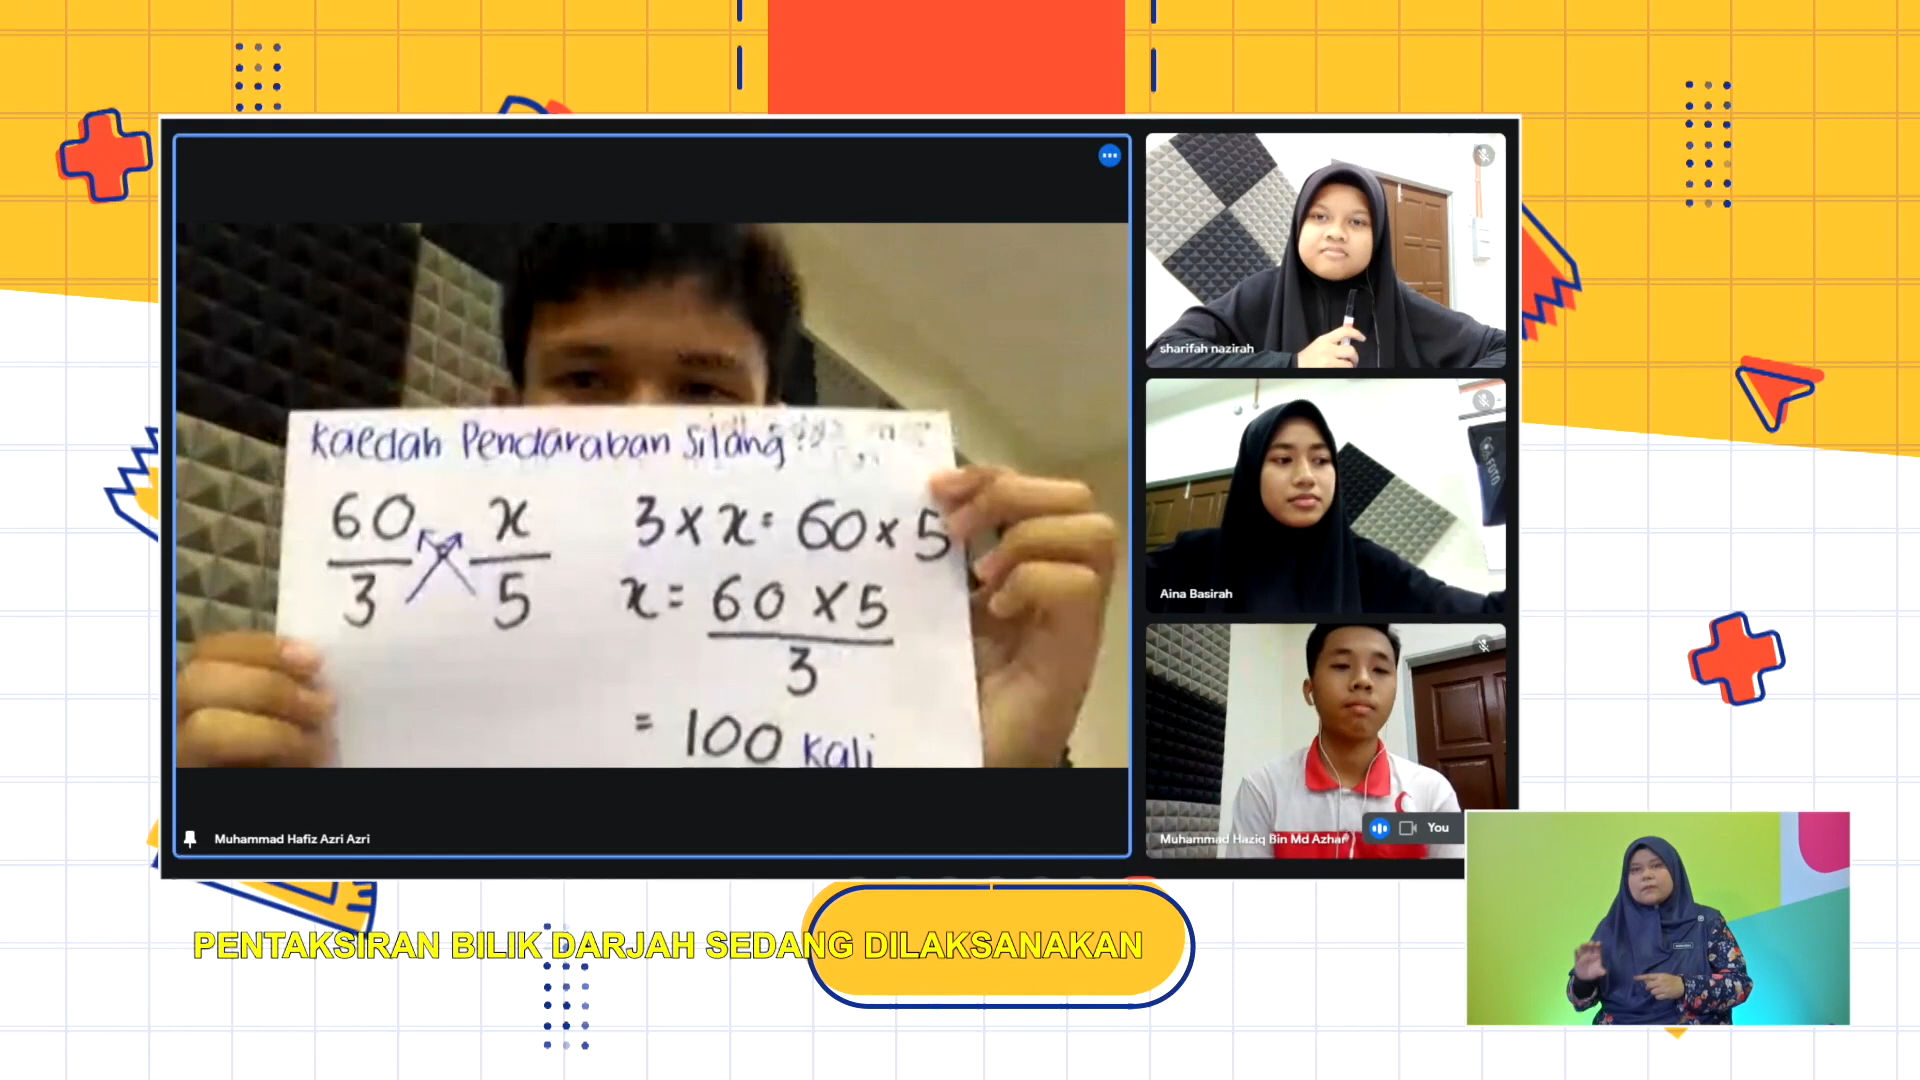 Kaedah Pendaraban Silang
60 x
3 5
3 × x = 60 × 5
x = 60 × 5
3
= 100 kali
Muhammad Hafiz Azri Azri
sharifah nazirah
Aina Basirah
FOTO
Muhammad Haziq Bin Md Azhar
You
PENTAKSIRAN BILIK DARJAH SEDANG DILAKSANAKAN